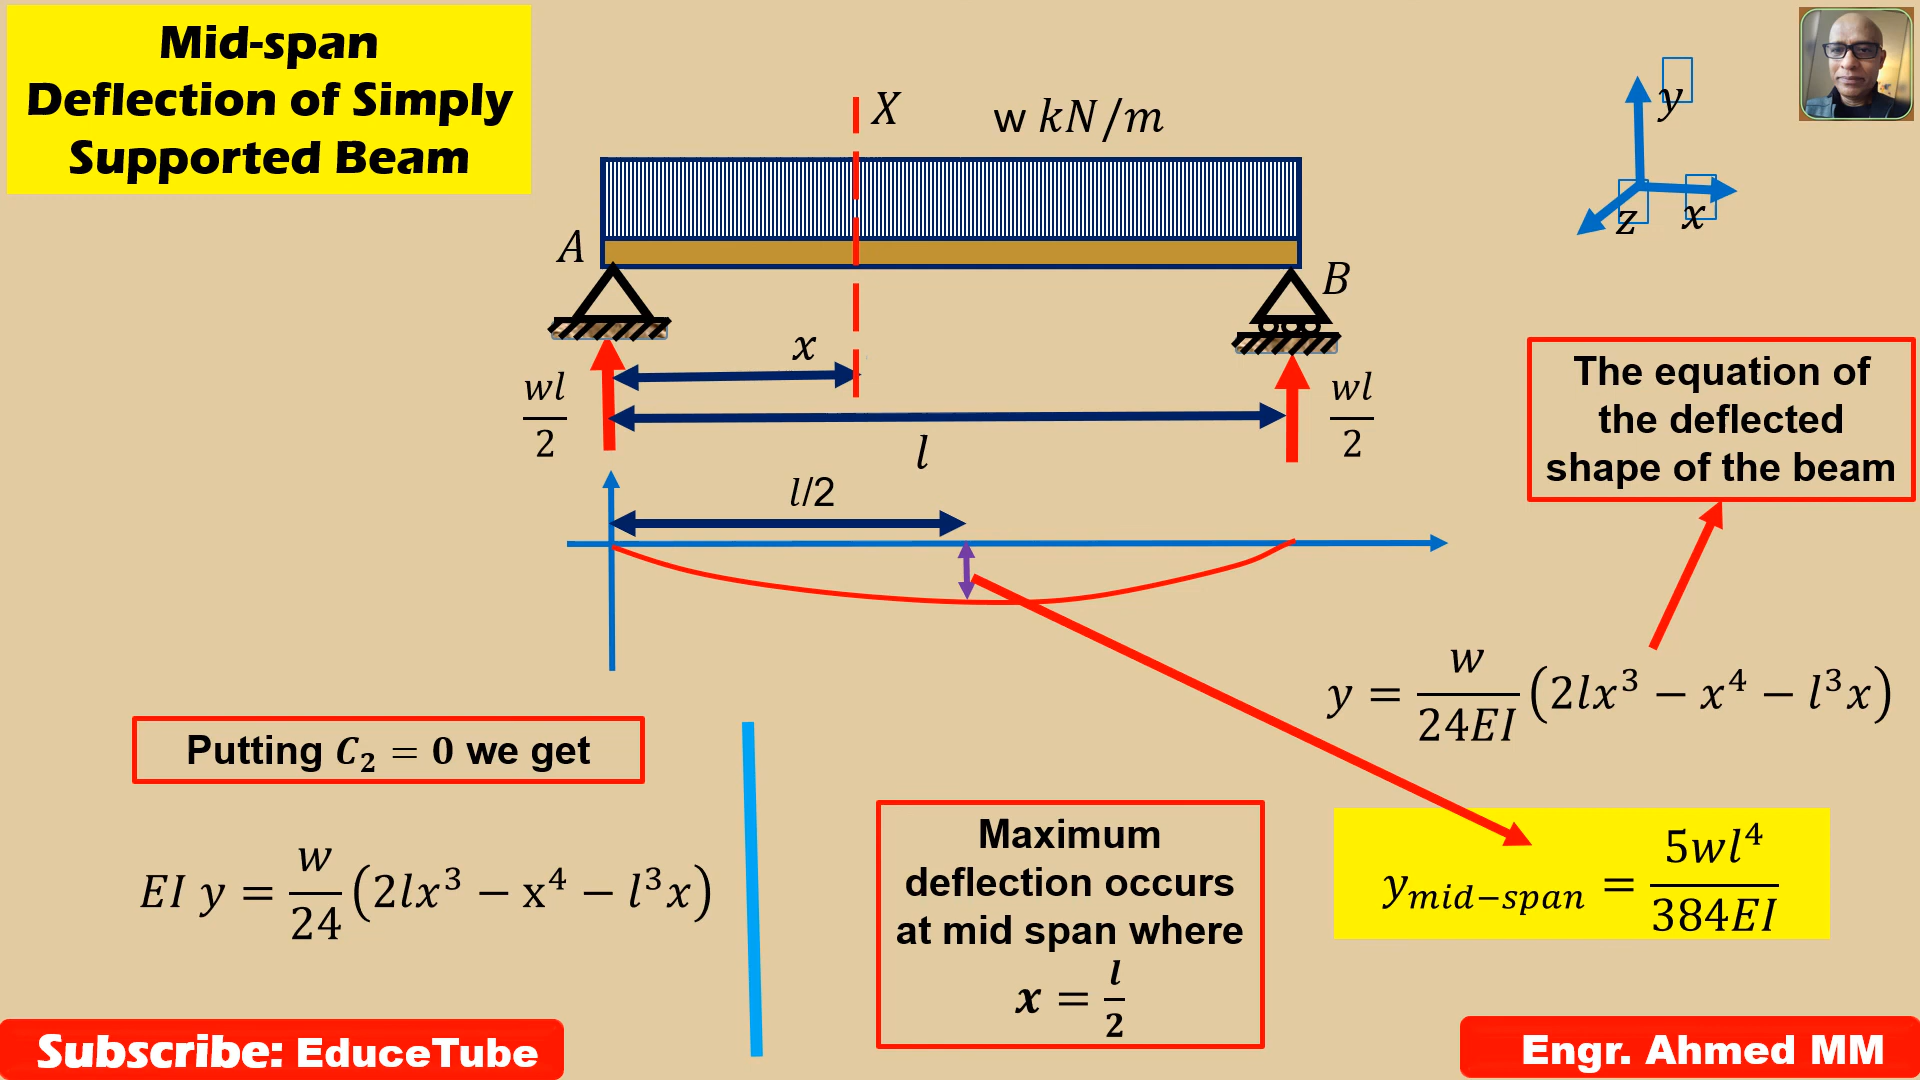 Mid-span
Deflection of Simply
Supported Beam
X
w kN/m
y
z
x
A
B
x
wl/2
wl/2
l
l/2
The equation of
the deflected
shape of the beam
y = w/24EI (2lx³ − x⁴ − l³x)
Putting C₂ = 0 we get
EI y = w/24 (2lx³ − x⁴ − l³x)
Maximum
deflection occurs
at mid span where
x = l/2
y_mid−span = 5wl⁴/384EI
Subscribe: EduceTube
Engr. Ahmed MM